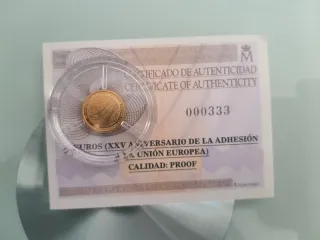 M
CERTIFICADO DE AUTENTICIDAD
CERTIFICATE OF AUTHENTICITY
000333
EUROS (XXV ANIVERSARIO DE LA ADHESIÓN
A LA UNIÓN EUROPEA)
CALIDAD: PROOF